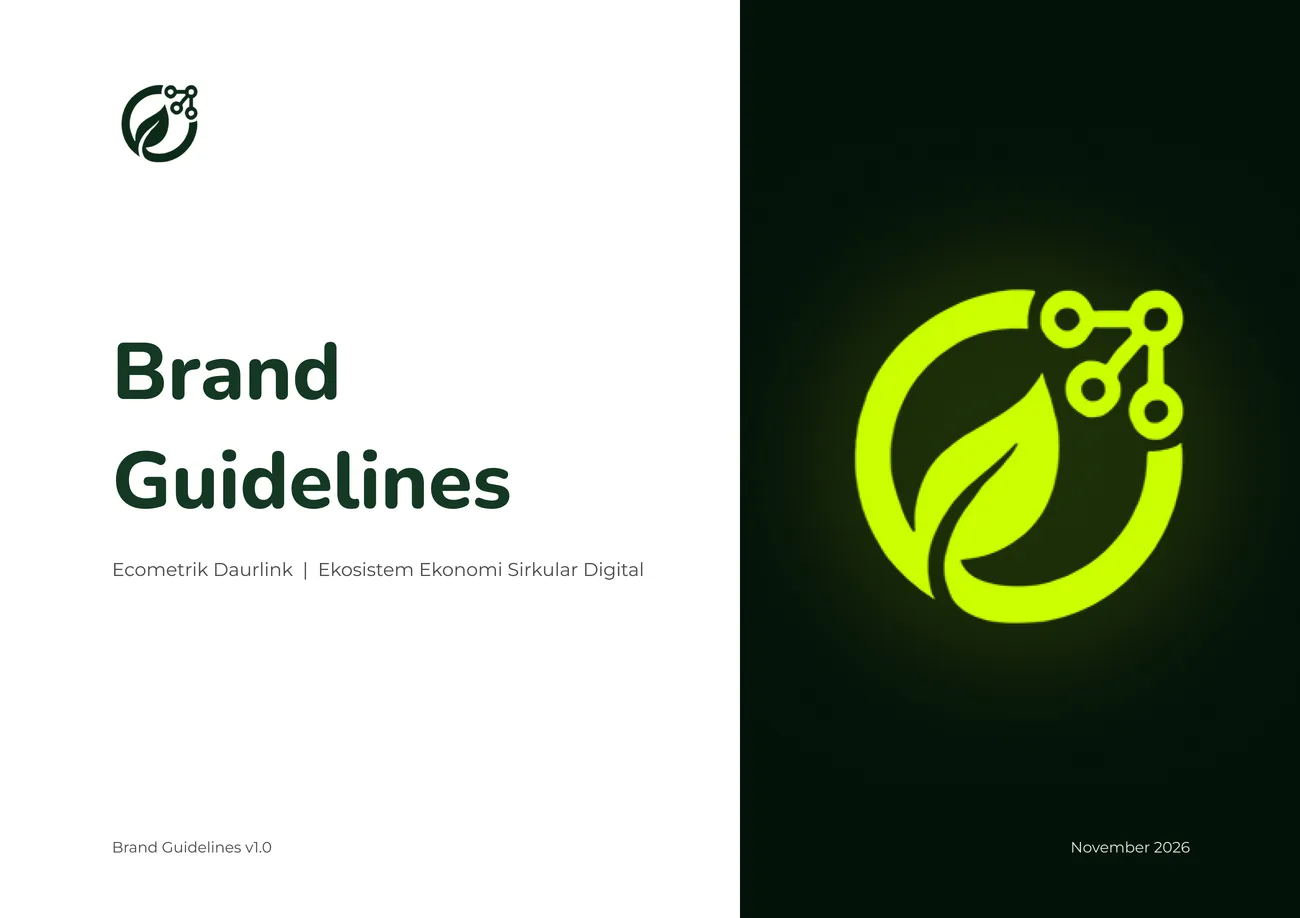 Brand
Guidelines
Ecometrik Daurlink | Ekosistem Ekonomi Sirkular Digital
Brand Guidelines v1.0
November 2026